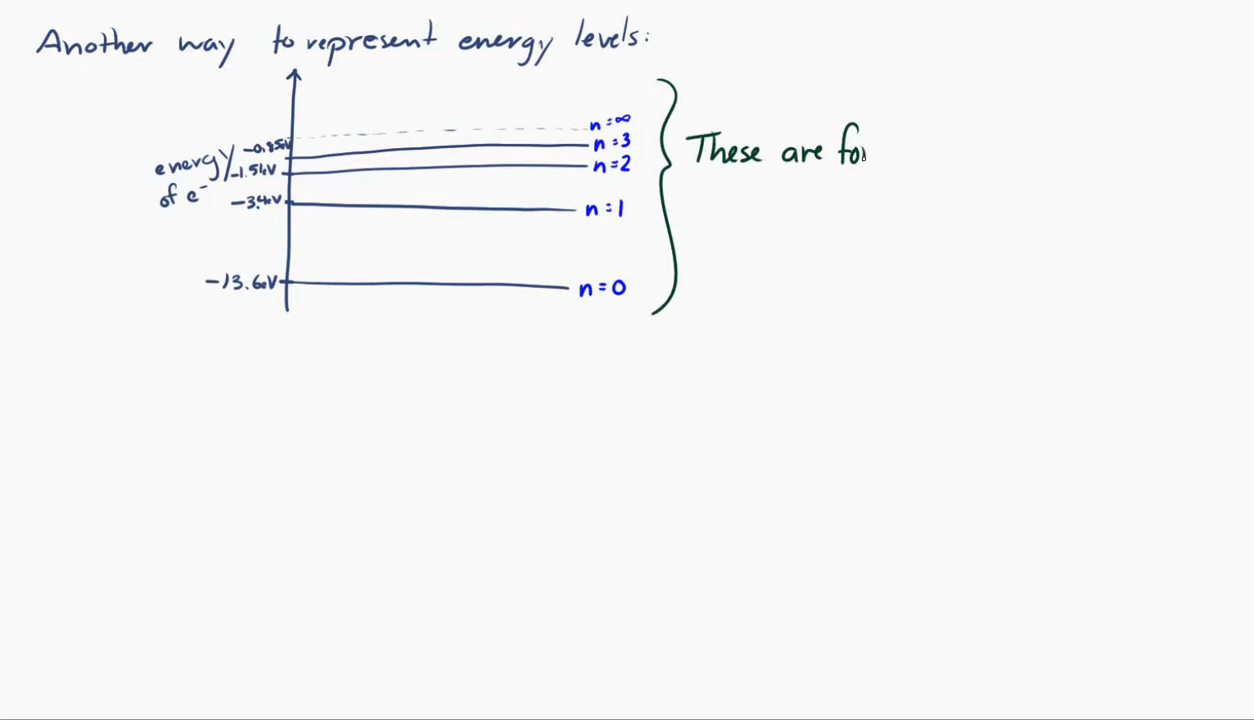 Another way to represent energy levels:
n=∞
-0.85eV
n=3
energy
-1.51eV
n=2
of e⁻
-3.4eV
n=1
-13.6eV
n=0
These are for